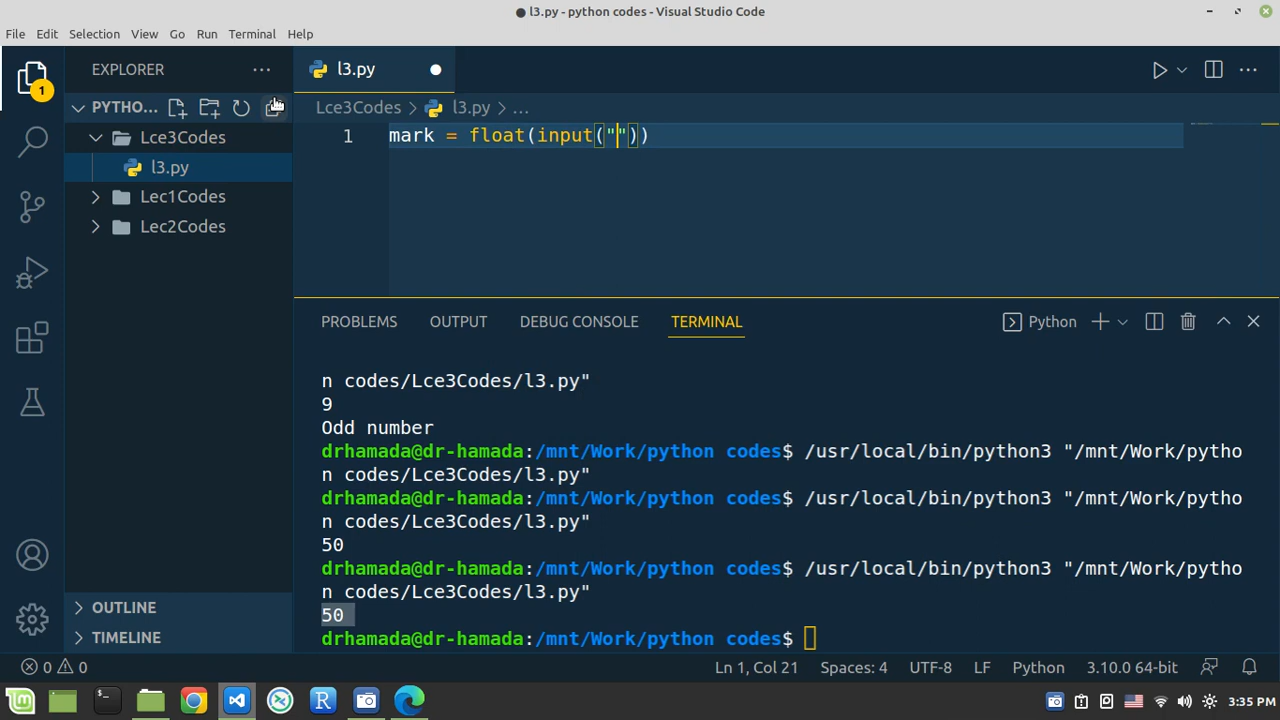 l3.py - python codes - Visual Studio Code
File Edit Selection View Go Run Terminal Help
EXPLORER
l3.py
PYTHO...
Lce3Codes > l3.py > ...
Lce3Codes
1 mark = float(input(""))
l3.py
Lec1Codes
Lec2Codes
PROBLEMS OUTPUT DEBUG CONSOLE TERMINAL
Python
n codes/Lce3Codes/l3.py"
9
Odd number
drhamada@dr-hamada:/mnt/Work/python codes$ /usr/local/bin/python3 "/mnt/Work/pytho
n codes/Lce3Codes/l3.py"
drhamada@dr-hamada:/mnt/Work/python codes$ /usr/local/bin/python3 "/mnt/Work/pytho
n codes/Lce3Codes/l3.py"
50
drhamada@dr-hamada:/mnt/Work/python codes$ /usr/local/bin/python3 "/mnt/Work/pytho
n codes/Lce3Codes/l3.py"
50
drhamada@dr-hamada:/mnt/Work/python codes$
1
OUTLINE
TIMELINE
0 0
Ln 1, Col 21 Spaces: 4 UTF-8 LF Python 3.10.0 64-bit
R
3:35 PM